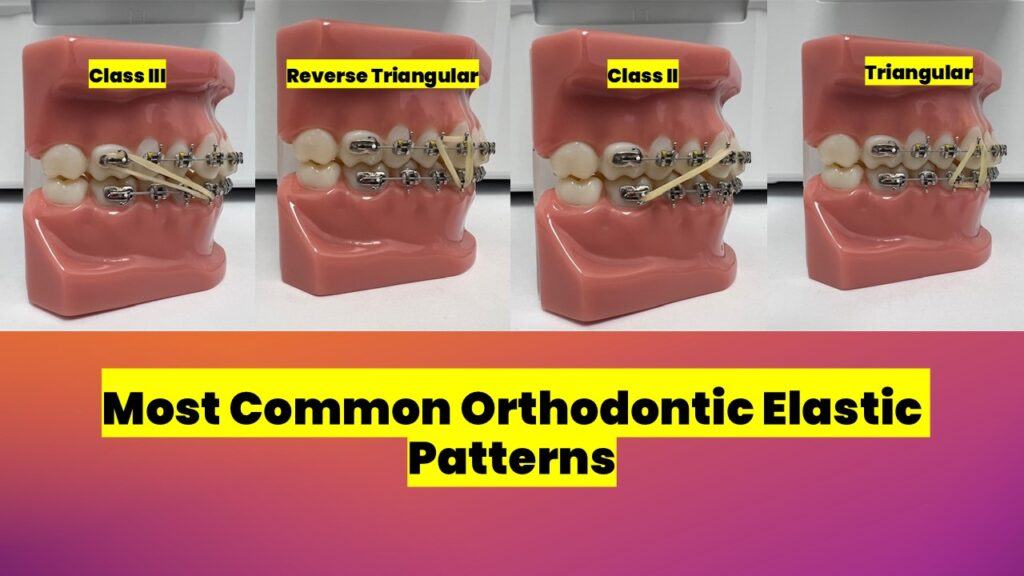 Class III
Reverse Triangular
Class II
Triangular
Most Common Orthodontic Elastic
Patterns